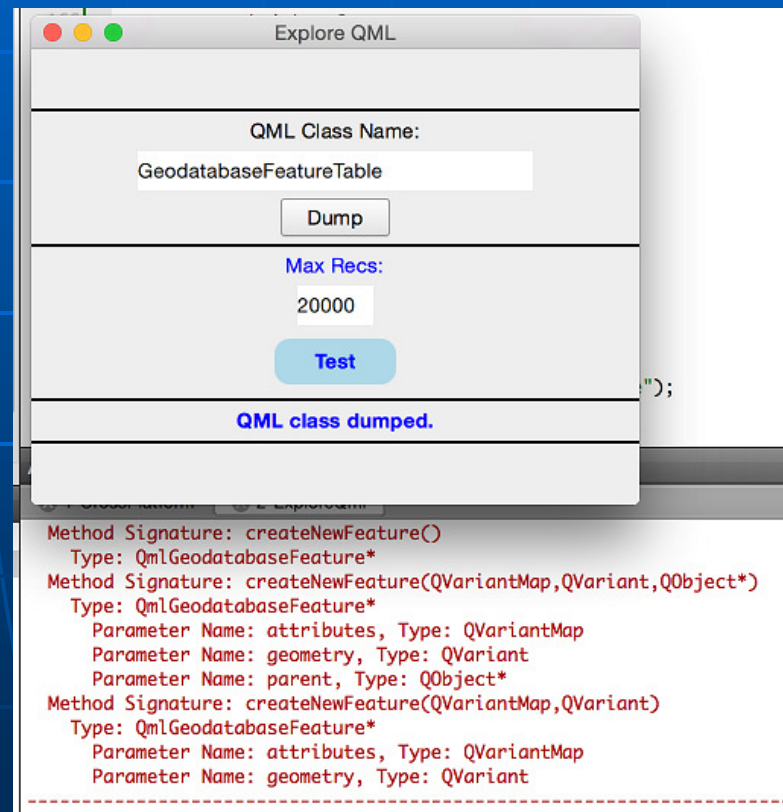 Explore QML
QML Class Name:
GeodatabaseFeatureTable
Dump
Max Recs:
20000
Test
");
QML class dumped.
Method Signature: createNewFeature()
Type: QmlGeodatabaseFeature*
Method Signature: createNewFeature(QVariantMap,QVariant,QObject*)
Type: QmlGeodatabaseFeature*
Parameter Name: attributes, Type: QVariantMap
Parameter Name: geometry, Type: QVariant
Parameter Name: parent, Type: QObject*
Method Signature: createNewFeature(QVariantMap,QVariant)
Type: QmlGeodatabaseFeature*
Parameter Name: attributes, Type: QVariantMap
Parameter Name: geometry, Type: QVariant